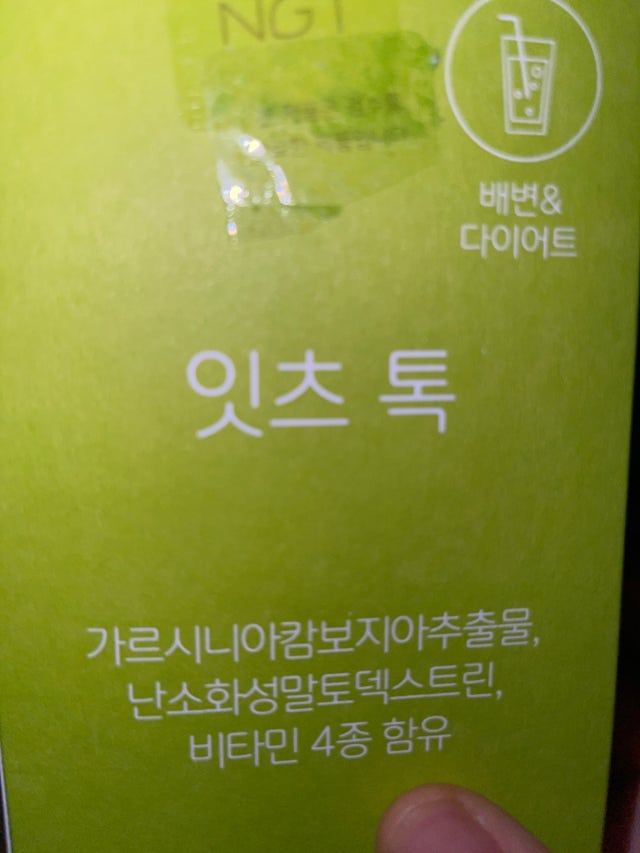 배변&
다이어트
잇츠 톡
가르시니아캄보지아추출물,
난소화성말토덱스트린,
비타민 4종 함유